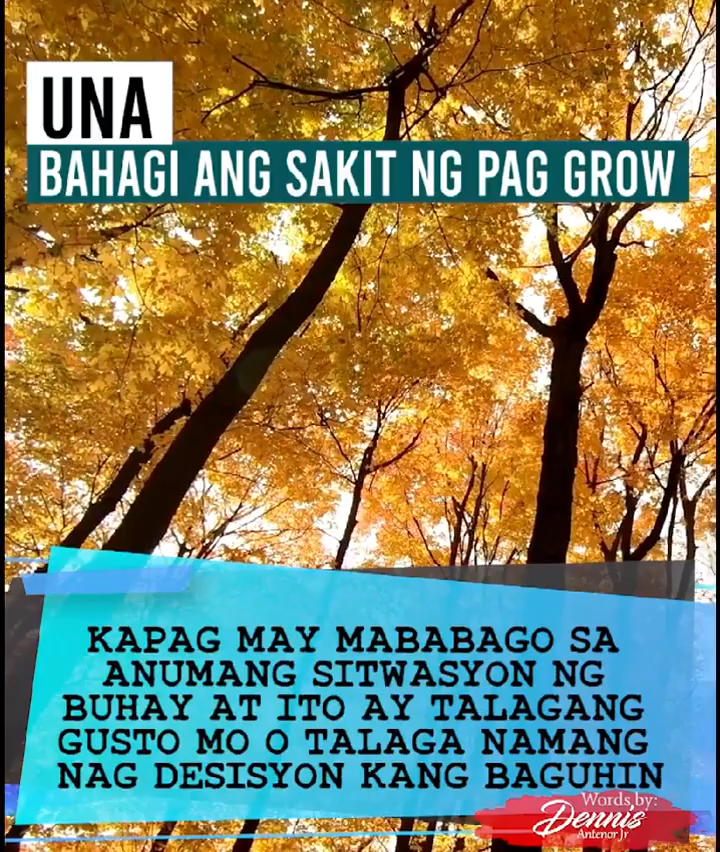 UNA
BAHAGI ANG SAKIT NG PAG GROW
KAPAG MAY MABABAGO SA
ANUMANG SITWASYON NG
BUHAY AT ITO AY TALAGANG
GUSTO MO O TALAGA NAMANG
NAG DESISYON KANG BAGUHIN
Words by:
Dennis
Antenor Jr